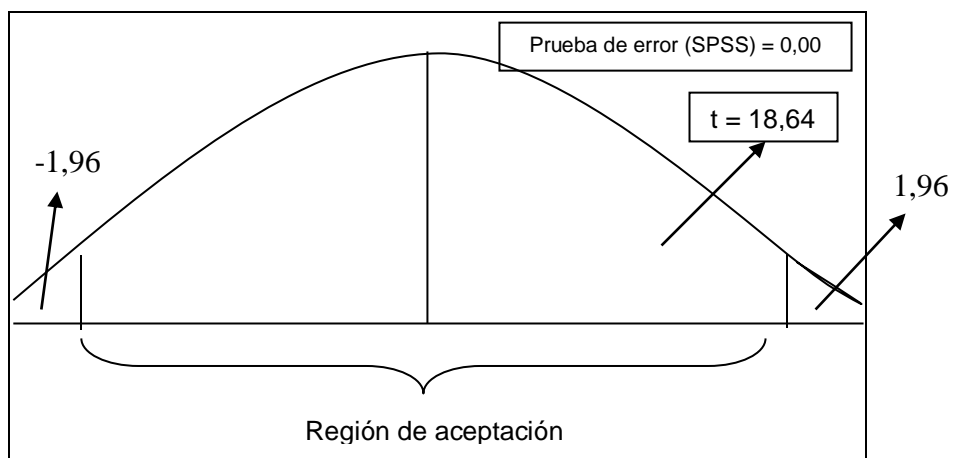 Prueba de error (SPSS) = 0,00
t = 18,64
-1,96
1,96
Región de aceptación